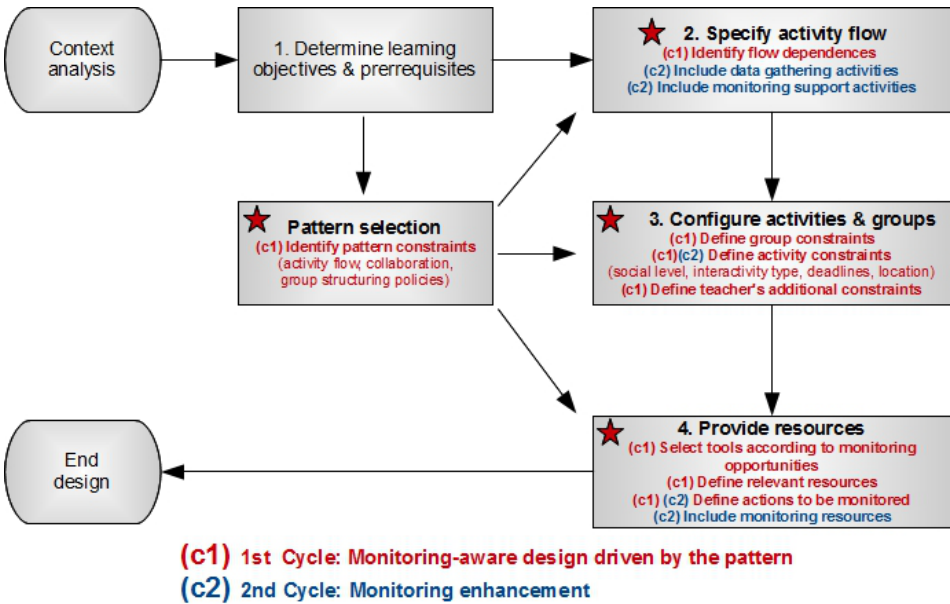 Context
analysis
1. Determine learning
objectives & prerrequisites
2. Specify activity flow
(c1) Identify flow dependences
(c2) Include data gathering activities
(c2) Include monitoring support activities
Pattern selection
(c1) Identify pattern constraints
(activity flow, collaboration,
group structuring policies)
3. Configure activities & groups
(c1) Define group constraints
(c1)(c2) Define activity constraints
(social level, interactivity type, deadlines, location)
(c1) Define teacher's additional constraints
4. Provide resources
(c1) Select tools according to monitoring
opportunities
(c1) Define relevant resources
(c1) (c2) Define actions to be monitored
(c2) Include monitoring resources
End
design
(c1) 1st Cycle: Monitoring-aware design driven by the pattern
(c2) 2nd Cycle: Monitoring enhancement